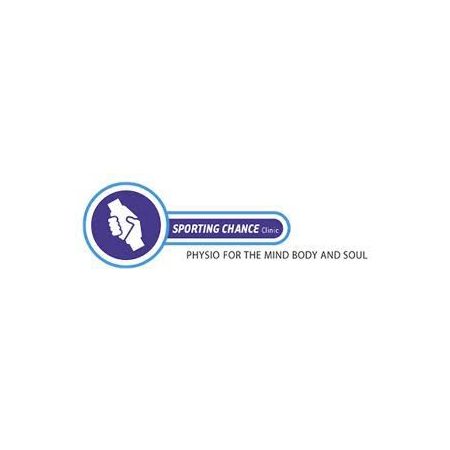 SPORTING CHANCE Clinic
PHYSIO FOR THE MIND BODY AND SOUL